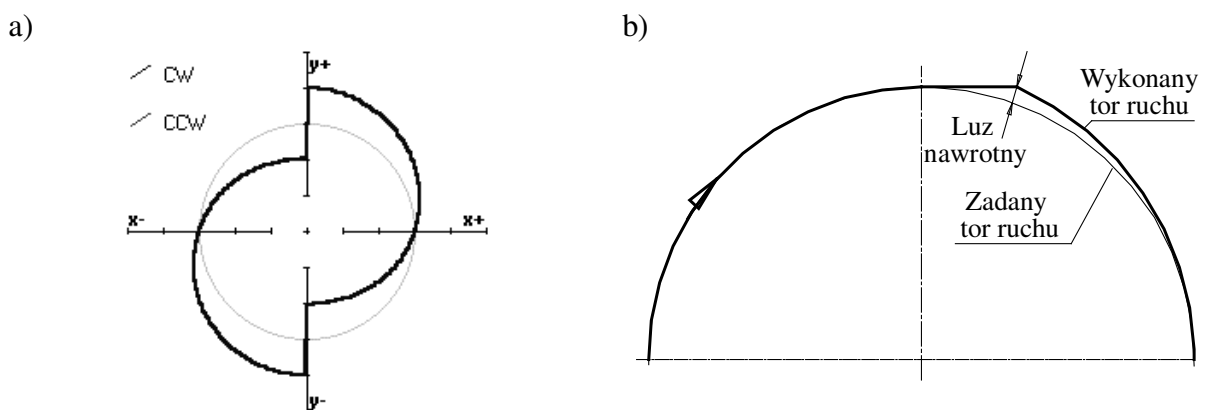 a)
CW
CCW
y+
x-
x+
y-
b)
Wykonany
tor ruchu
Luz
nawrotny
Zadany
tor ruchu